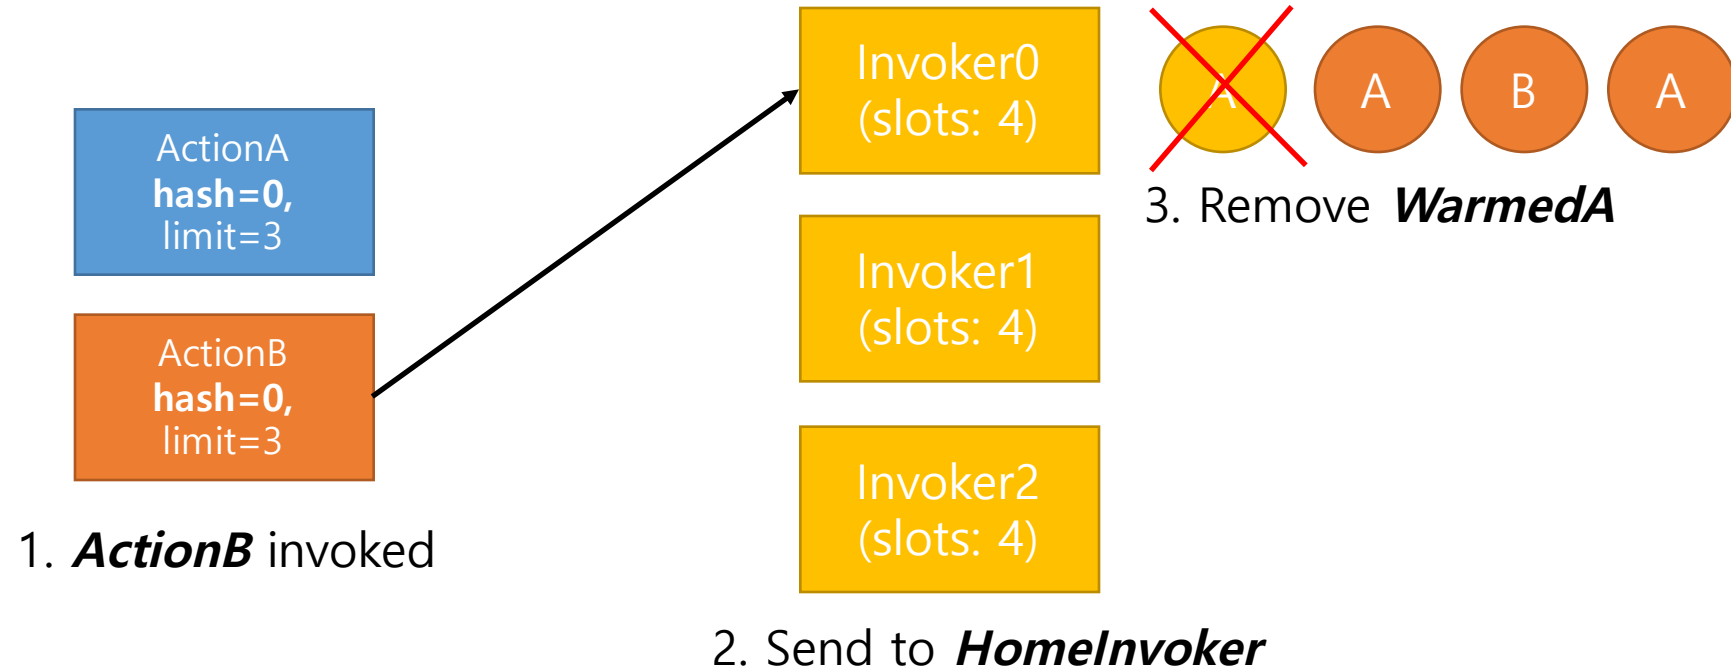 ActionA
hash=0,
limit=3
ActionB
hash=0,
limit=3
1. ActionB invoked
Invoker0
(slots: 4)
Invoker1
(slots: 4)
Invoker2
(slots: 4)
2. Send to HomeInvoker
A A B A
3. Remove WarmedA